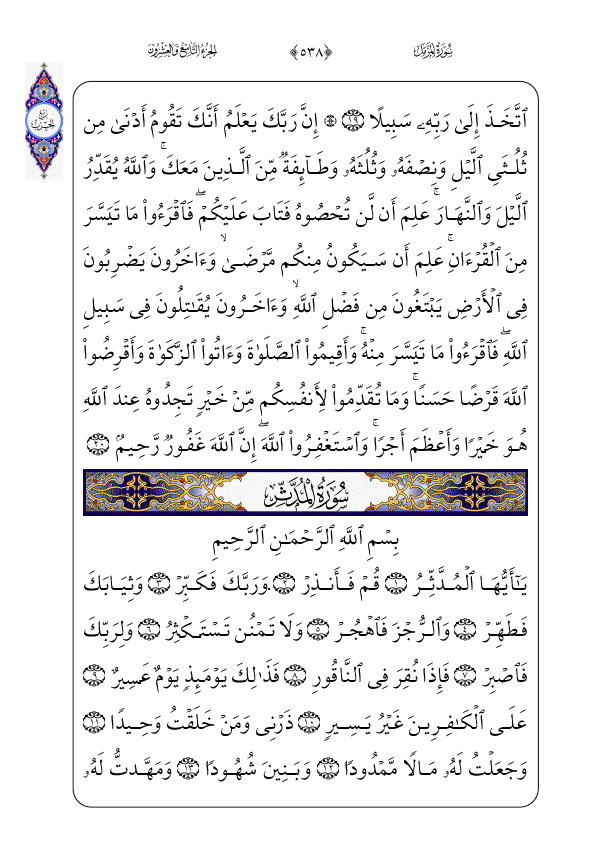 سُورَةُ المُزَّمِّل ﴿٥٣٨﴾ الجُزءُ التَّاسِعُ وَالعِشرُون
ٱتَّخَذَ إِلَىٰ رَبِّهِۦ سَبِيلًا ﴿١٩﴾ ۞ إِنَّ رَبَّكَ يَعْلَمُ أَنَّكَ تَقُومُ أَدْنَىٰ مِن
ثُلُثَىِ ٱلَّيْلِ وَنِصْفَهُۥ وَثُلُثَهُۥ وَطَآئِفَةٌ مِّنَ ٱلَّذِينَ مَعَكَ ۚ وَٱللَّهُ يُقَدِّرُ
ٱلَّيْلَ وَٱلنَّهَارَ ۚ عَلِمَ أَن لَّن تُحْصُوهُ فَتَابَ عَلَيْكُمْ ۖ فَٱقْرَءُوا۟ مَا تَيَسَّرَ
مِنَ ٱلْقُرْءَانِ ۚ عَلِمَ أَن سَيَكُونُ مِنكُم مَّرْضَىٰ ۙ وَءَاخَرُونَ يَضْرِبُونَ
فِى ٱلْأَرْضِ يَبْتَغُونَ مِن فَضْلِ ٱللَّهِ ۙ وَءَاخَرُونَ يُقَٰتِلُونَ فِى سَبِيلِ
ٱللَّهِ ۖ فَٱقْرَءُوا۟ مَا تَيَسَّرَ مِنْهُ ۚ وَأَقِيمُوا۟ ٱلصَّلَوٰةَ وَءَاتُوا۟ ٱلزَّكَوٰةَ وَأَقْرِضُوا۟
ٱللَّهَ قَرْضًا حَسَنًا ۚ وَمَا تُقَدِّمُوا۟ لِأَنفُسِكُم مِّنْ خَيْرٍ تَجِدُوهُ عِندَ ٱللَّهِ
هُوَ خَيْرًا وَأَعْظَمَ أَجْرًا ۚ وَٱسْتَغْفِرُوا۟ ٱللَّهَ ۖ إِنَّ ٱللَّهَ غَفُورٌ رَّحِيمٌ ﴿٢٠﴾
سُورَةُ المُدَّثِّرِ
بِسْمِ ٱللَّهِ ٱلرَّحْمَٰنِ ٱلرَّحِيمِ
يَٰٓأَيُّهَا ٱلْمُدَّثِّرُ ﴿١﴾ قُمْ فَأَنذِرْ ﴿٢﴾ وَرَبَّكَ فَكَبِّرْ ﴿٣﴾ وَثِيَابَكَ
فَطَهِّرْ ﴿٤﴾ وَٱلرُّجْزَ فَٱهْجُرْ ﴿٥﴾ وَلَا تَمْنُن تَسْتَكْثِرُ ﴿٦﴾ وَلِرَبِّكَ
فَٱصْبِرْ ﴿٧﴾ فَإِذَا نُقِرَ فِى ٱلنَّاقُورِ ﴿٨﴾ فَذَٰلِكَ يَوْمَئِذٍ يَوْمٌ عَسِيرٌ ﴿٩﴾
عَلَى ٱلْكَٰفِرِينَ غَيْرُ يَسِيرٍ ﴿١٠﴾ ذَرْنِى وَمَنْ خَلَقْتُ وَحِيدًا ﴿١١﴾
وَجَعَلْتُ لَهُۥ مَالًا مَّمْدُودًا ﴿١٢﴾ وَبَنِينَ شُهُودًا ﴿١٣﴾ وَمَهَّدتُّ لَهُۥ